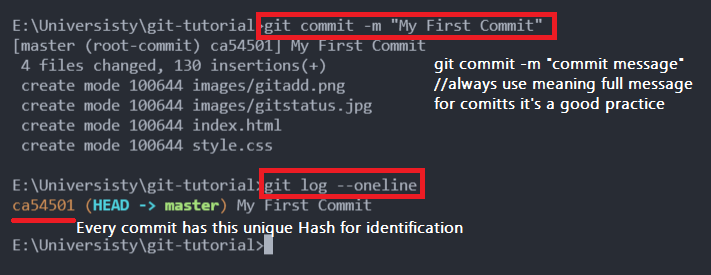 E:\Universisty\git-tutorial>git commit -m "My First Commit"
[master (root-commit) ca54501] My First Commit
4 files changed, 130 insertions(+)
create mode 100644 images/gitadd.png
create mode 100644 images/gitstatus.jpg
create mode 100644 index.html
create mode 100644 style.css
git commit -m "commit message"
//always use meaning full message
for comitts it's a good practice
E:\Universisty\git-tutorial>git log --oneline
ca54501 (HEAD -> master) My First Commit
Every commit has this unique Hash for identification
E:\Universisty\git-tutorial>